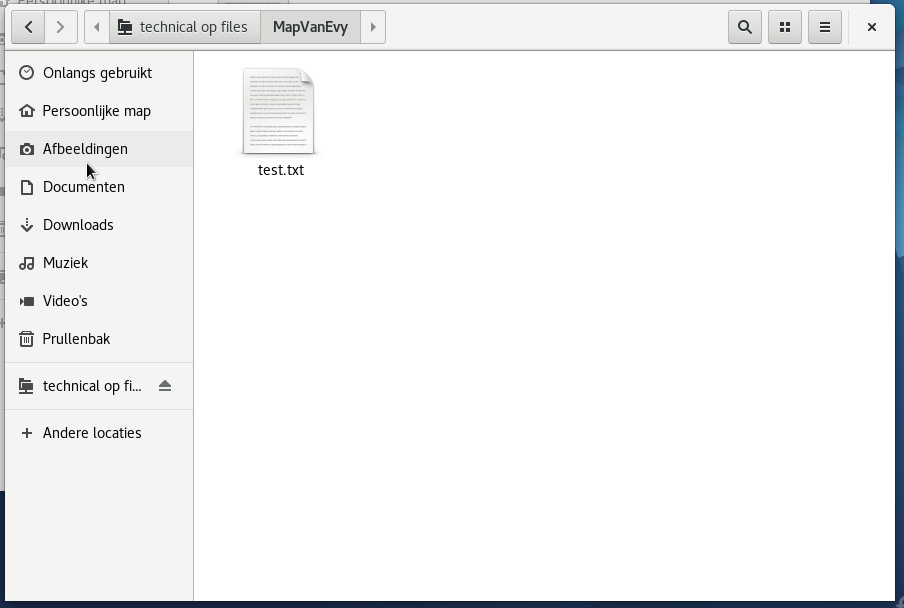 technical op files
MapVanEvy
Onlangs gebruikt
Persoonlijke map
Afbeeldingen
Documenten
Downloads
Muziek
Video's
Prullenbak
technical op fi...
Andere locaties
test.txt